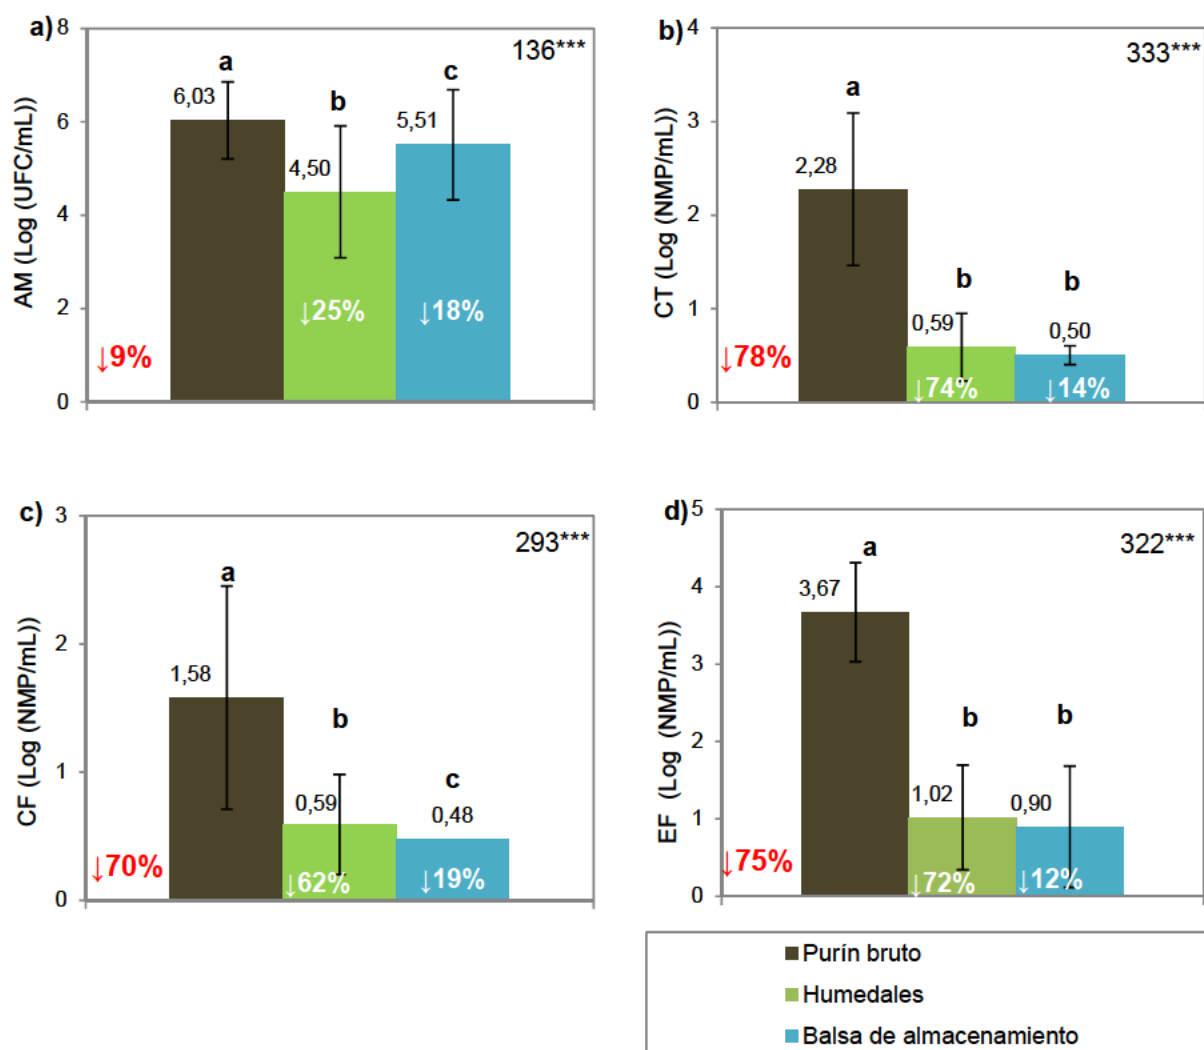 a)
136***
AM (Log (UFC/mL))
8
6
4
2
0
a
6,03
b
4,50
c
5,51
↓9%
↓25%
↓18%
b)
333***
CT (Log (NMP/mL))
4
3
2
1
0
a
2,28
b
0,59
b
0,50
↓78%
↓74%
↓14%
c)
293***
CF (Log (NMP/mL))
3
2
1
0
a
1,58
b
0,59
c
0,48
↓70%
↓62%
↓19%
d)
322***
EF (Log (NMP/mL))
5
4
3
2
1
0
a
3,67
b
1,02
b
0,90
↓75%
↓72%
↓12%
Purín bruto
Humedales
Balsa de almacenamiento